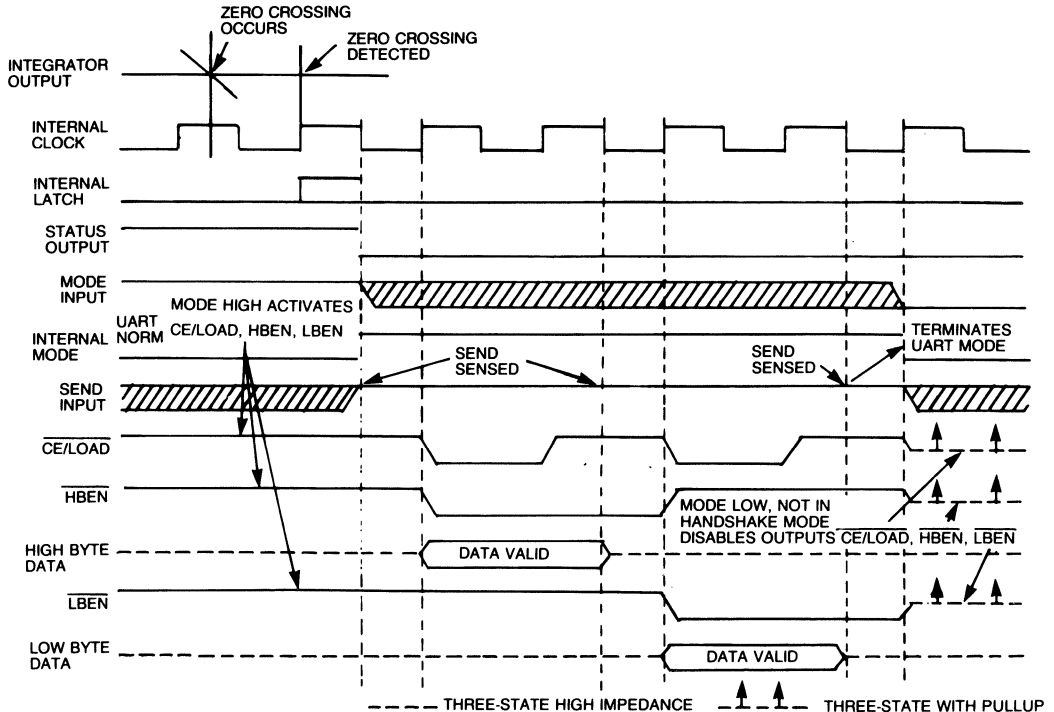 ZERO CROSSING
OCCURS
ZERO CROSSING
DETECTED
INTEGRATOR
OUTPUT
INTERNAL
CLOCK
INTERNAL
LATCH
STATUS
OUTPUT
MODE
INPUT
MODE HIGH ACTIVATES
CE/LOAD, HBEN, LBEN
UART
NORM
INTERNAL
MODE
TERMINATES
UART MODE
SEND
SENSED
SEND
SENSED
SEND
INPUT
CE/LOAD
HBEN
MODE LOW, NOT IN
HANDSHAKE MODE
DISABLES OUTPUTS CE/LOAD, HBEN, LBEN
HIGH BYTE
DATA
DATA VALID
LBEN
LOW BYTE
DATA
DATA VALID
THREE-STATE HIGH IMPEDANCE
THREE-STATE WITH PULLUP